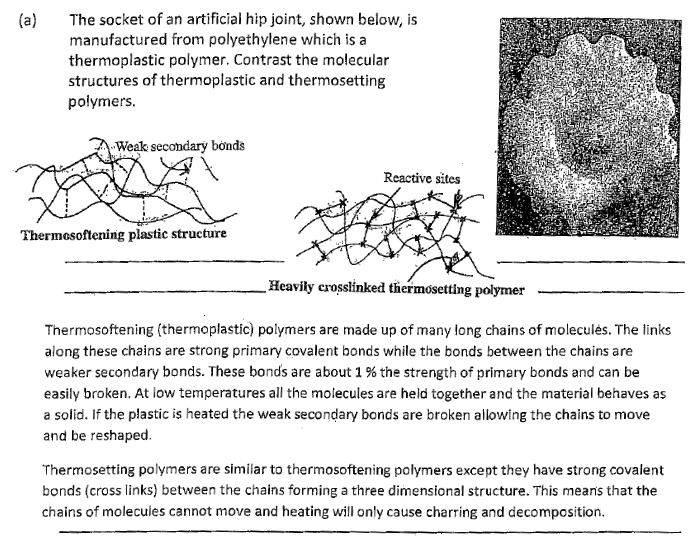 (a) The socket of an artificial hip joint, shown below, is
manufactured from polyethylene which is a
thermoplastic polymer. Contrast the molecular
structures of thermoplastic and thermosetting
polymers.
Weak secondary bonds
Reactive sites
Thermosoftening plastic structure
Heavily crosslinked thermosetting polymer
Thermosoftening (thermoplastic) polymers are made up of many long chains of molecules. The links
along these chains are strong primary covalent bonds while the bonds between the chains are
weaker secondary bonds. These bonds are about 1 % the strength of primary bonds and can be
easily broken. At low temperatures all the molecules are held together and the material behaves as
a solid. If the plastic is heated the weak secondary bonds are broken allowing the chains to move
and be reshaped.
Thermosetting polymers are similar to thermosoftening polymers except they have strong covalent
bonds (cross links) between the chains forming a three dimensional structure. This means that the
chains of molecules cannot move and heating will only cause charring and decomposition.